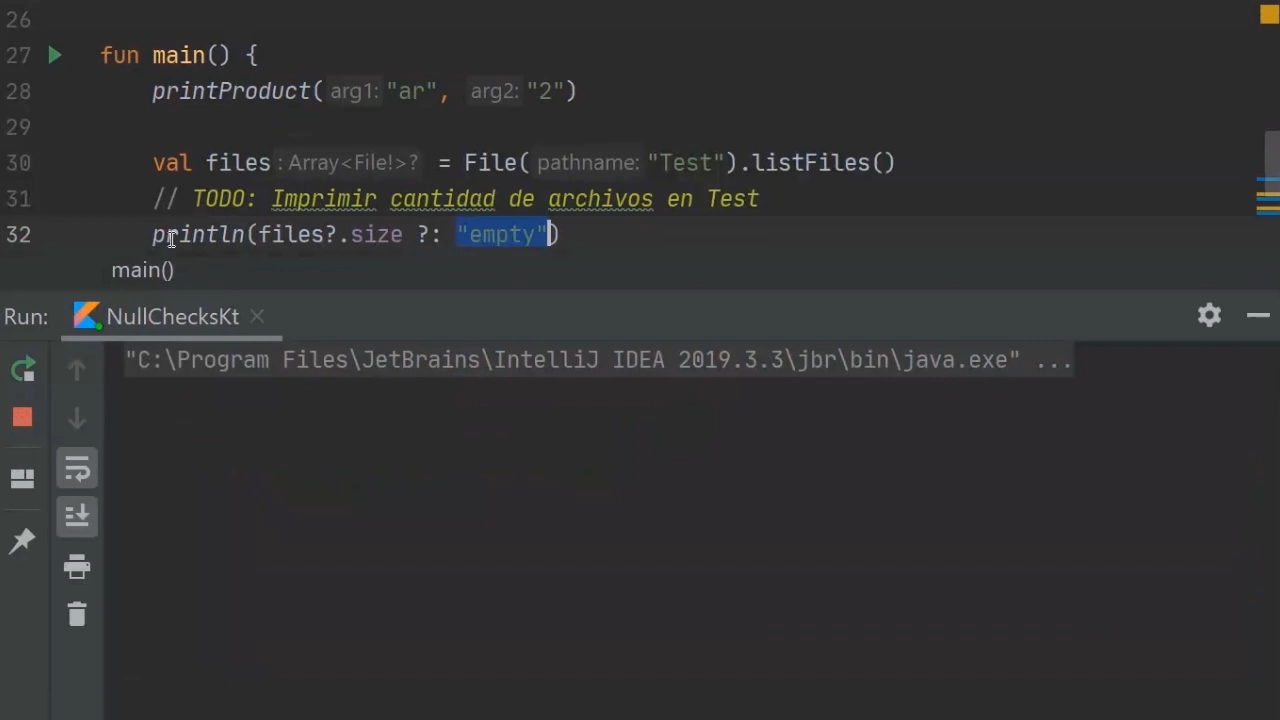 26
27 fun main() {
28 printProduct( arg1: "ar", arg2: "2")
29
30 val files : Array<File!>? = File( pathname: "Test").listFiles()
31 // TODO: Imprimir cantidad de archivos en Test
32 println(files?.size ?: "empty")
main()
Run: NullChecksKt
"C:\Program Files\JetBrains\IntelliJ IDEA 2019.3.3\jbr\bin\java.exe" ...